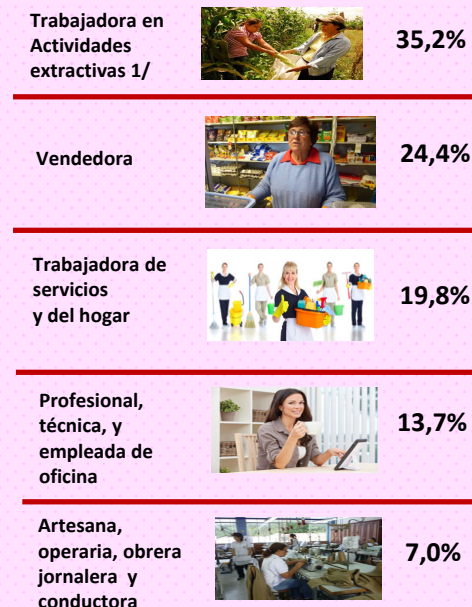 Trabajadora en
Actividades
extractivas 1/
35,2%
Vendedora
24,4%
Trabajadora de
servicios
y del hogar
19,8%
Profesional,
técnica, y
empleada de
oficina
13,7%
Artesana,
operaria, obrera
jornalera y
conductora
7,0%